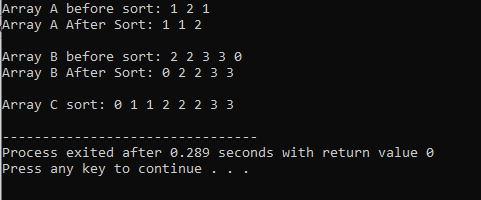 Array A before sort: 1 2 1
Array A After Sort: 1 1 2
Array B before sort: 2 2 3 3 0
Array B After Sort: 0 2 2 3 3
Array C sort: 0 1 1 2 2 2 3 3
--------------------------------
Process exited after 0.289 seconds with return value 0
Press any key to continue . . .